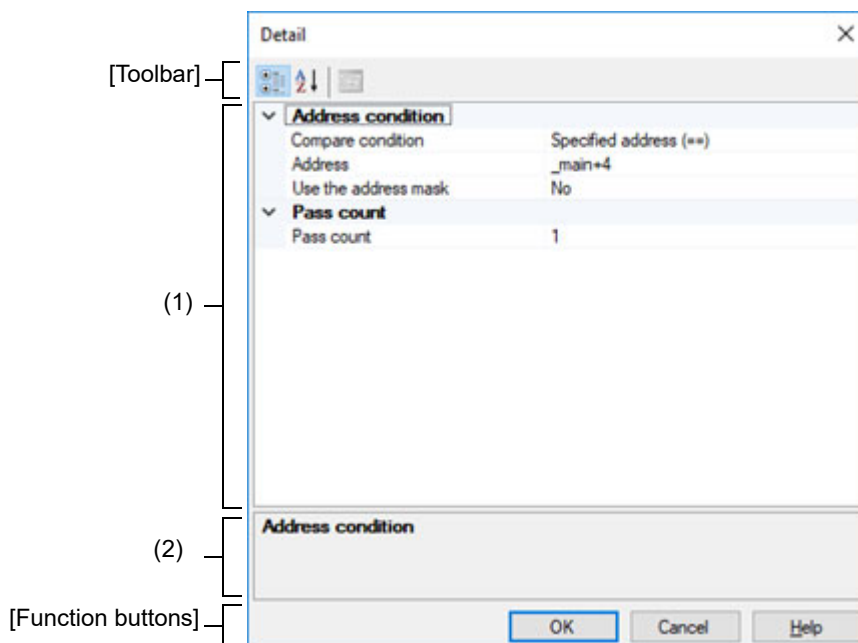 Detail
[Toolbar]
Address condition
Compare condition Specified address (==)
Address _main+4
Use the address mask No
Pass count
Pass count 1
(1)
Address condition
(2)
[Function buttons]
OK Cancel Help